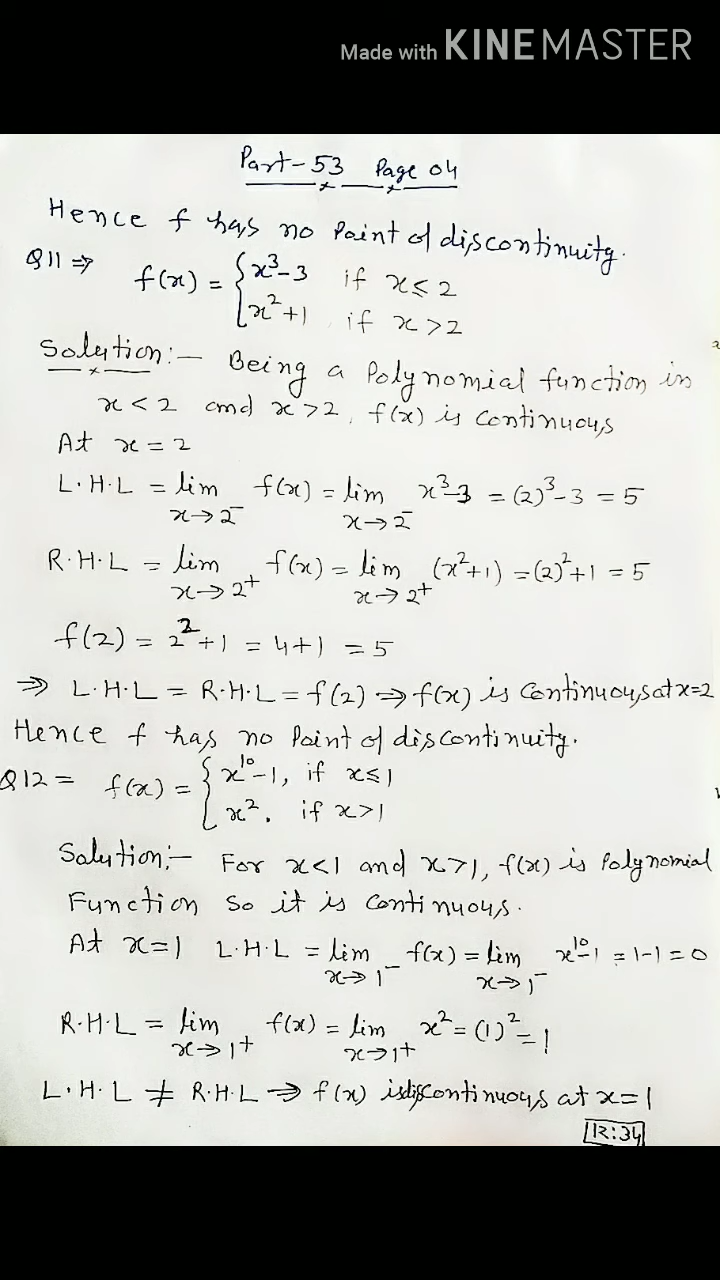 Made with KINEMASTER
Part-53 Page 04
Hence f has no Point of discontinuity.
Q11 ⇒ f(x) = { x³-3 if x ≤ 2
x²+1 if x > 2
Solution:- Being a Polynomial function in
x < 2 and x > 2, f(x) is Continuous
At x = 2
L.H.L = lim x→2⁻ f(x) = lim x→2⁻ x³-3 = (2)³-3 = 5
R.H.L = lim x→2+ f(x) = lim x→2+ (x²+1) = (2)²+1 = 5
f(2) = 2²+1 = 4+1 = 5
⇒ L.H.L = R.H.L = f(2) ⇒ f(x) is Continuous at x=2
Hence f has no Point of discontinuity.
Q12 = f(x) = { x¹⁰-1, if x ≤ 1
x², if x > 1
Solution:- For x<1 and x>1, f(x) is Polynomial
Function So it is Continuous.
At x=1 L.H.L = lim x→1⁻ f(x) = lim x→1⁻ x¹⁰-1 = 1-1 = 0
R.H.L = lim x→1+ f(x) = lim x→1+ x² = (1)² = 1
L.H.L ≠ R.H.L ⇒ f(x) is discontinuous at x=1
12:34